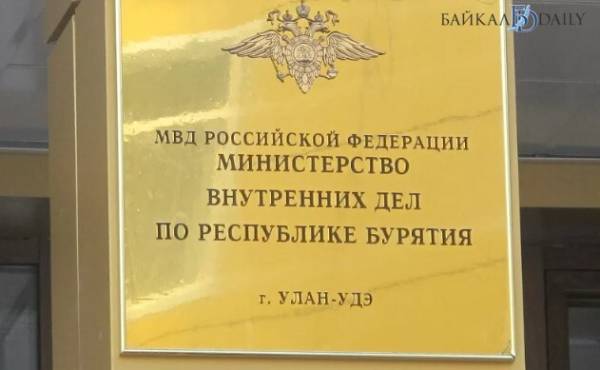 БАЙКАЛ DAILY
МВД РОССИЙСКОЙ ФЕДЕРАЦИИ
МИНИСТЕРСТВО
ВНУТРЕННИХ ДЕЛ
ПО РЕСПУБЛИКЕ БУРЯТИЯ
г. УЛАН-УДЭ